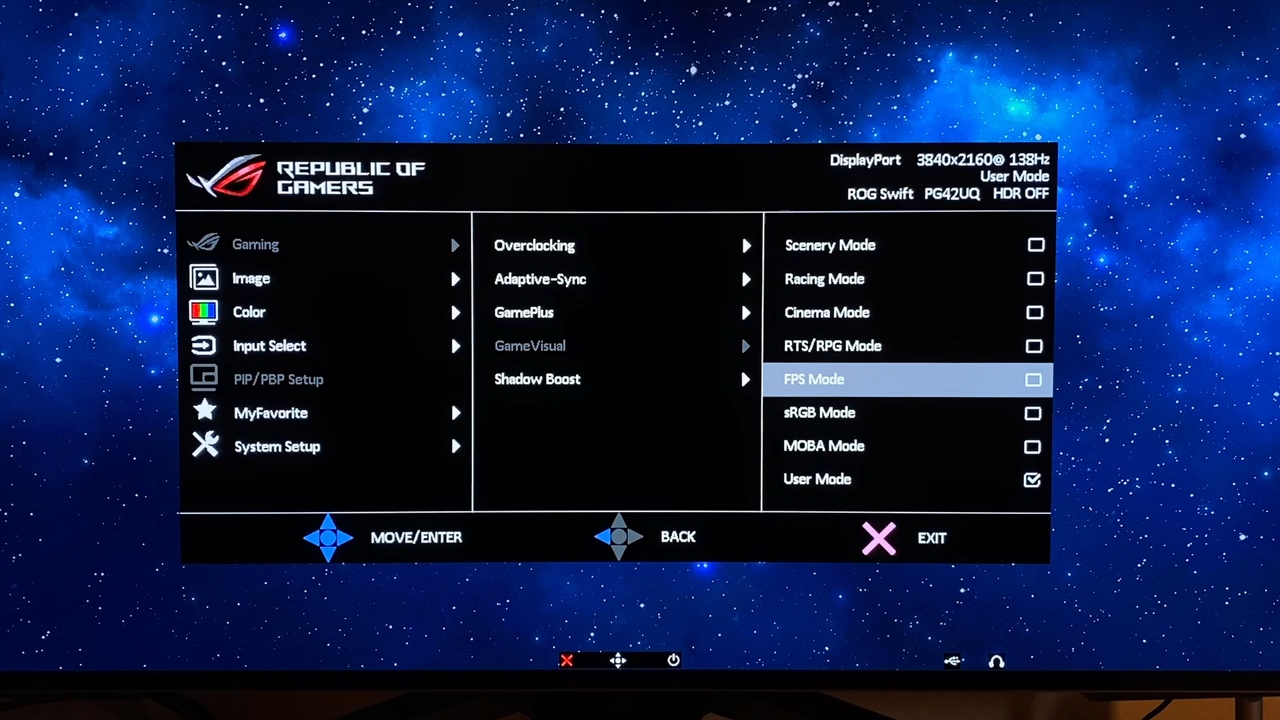 REPUBLIC OF
GAMERS
DisplayPort 3840x2160@ 138Hz
User Mode
ROG Swift PG42UQ HDR OFF
Gaming
Image
Color
Input Select
PIP/PBP Setup
MyFavorite
System Setup
Overclocking
Adaptive-Sync
GamePlus
GameVisual
Shadow Boost
Scenery Mode
Racing Mode
Cinema Mode
RTS/RPG Mode
FPS Mode
sRGB Mode
MOBA Mode
User Mode
MOVE/ENTER
BACK
EXIT